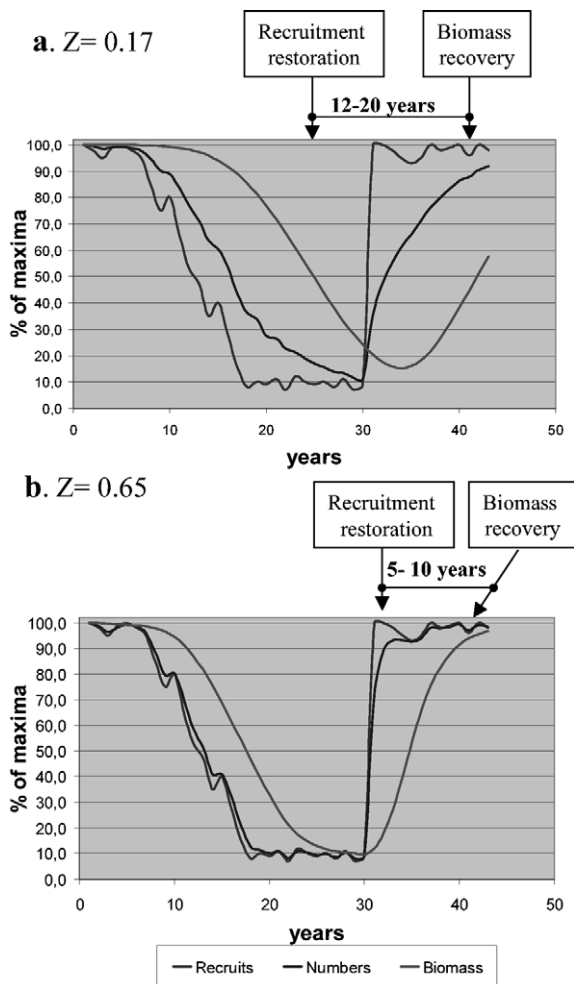 a. Z= 0.17
Recruitment restoration
Biomass recovery
12-20 years
100,0
90,0
80,0
70,0
60,0
50,0
40,0
30,0
20,0
10,0
0,0
% of maxima
0 10 20 30 40 50
years
b. Z= 0.65
Recruitment restoration
Biomass recovery
5- 10 years
100,0
90,0
80,0
70,0
60,0
50,0
40,0
30,0
20,0
10,0
0,0
% of maxima
0 10 20 30 40 50
years
Recruits Numbers Biomass